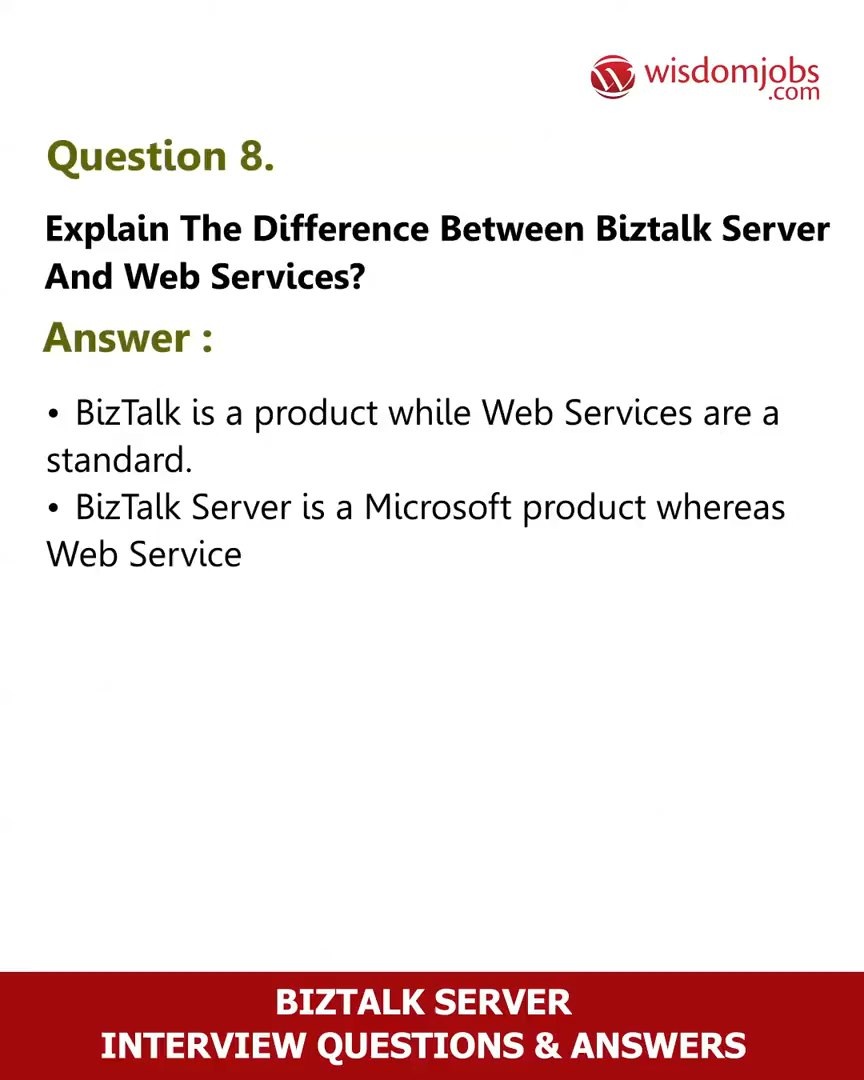 wisdomjobs
.com
Question 8.
Explain The Difference Between Biztalk Server
And Web Services?
Answer :
• BizTalk is a product while Web Services are a
standard.
• BizTalk Server is a Microsoft product whereas
Web Service
BIZTALK SERVER
INTERVIEW QUESTIONS & ANSWERS